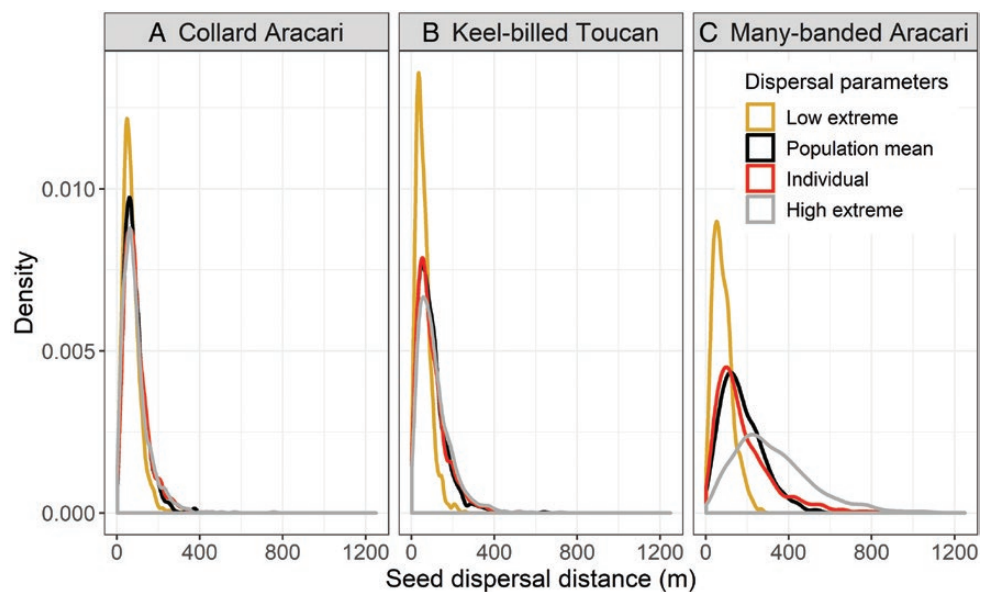 A Collard Aracari
B Keel-billed Toucan
C Many-banded Aracari
Dispersal parameters
Low extreme
Population mean
Individual
High extreme
Density
0.010
0.005
0.000
0 400 800 1200
0 400 800 1200
0 400 800 1200
Seed dispersal distance (m)